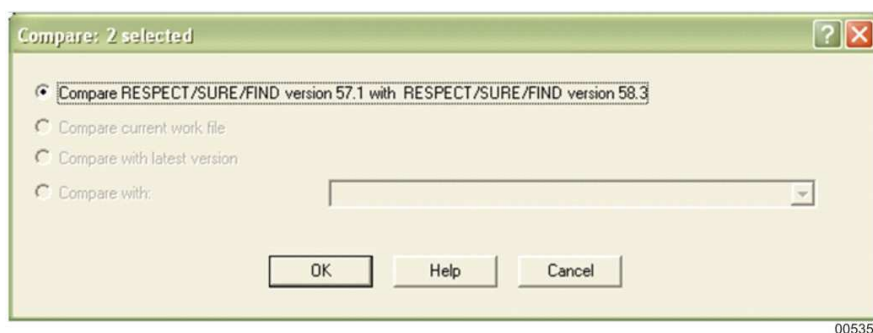 Compare: 2 selected
Compare RESPECT/SURE/FIND version 57.1 with RESPECT/SURE/FIND version 58.3
Compare current work file
Compare with latest version
Compare with:
OK Help Cancel
00535